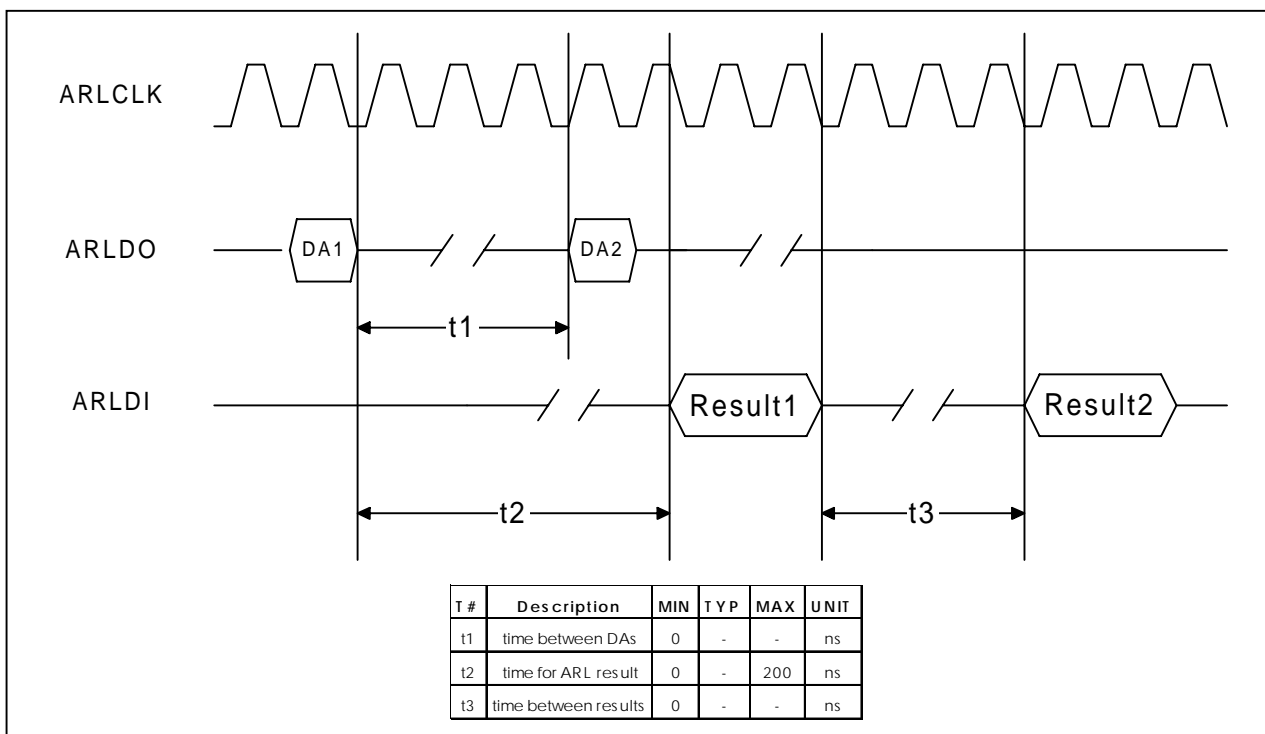 ARLCLK
ARLDO
DA1
DA2
t1
ARLDI
Result1
Result2
t2
t3
T# Description MIN TYP MAX UNIT
t1 time between DAs 0 - - ns
t2 time for ARL result 0 - 200 ns
t3 time between results 0 - - ns